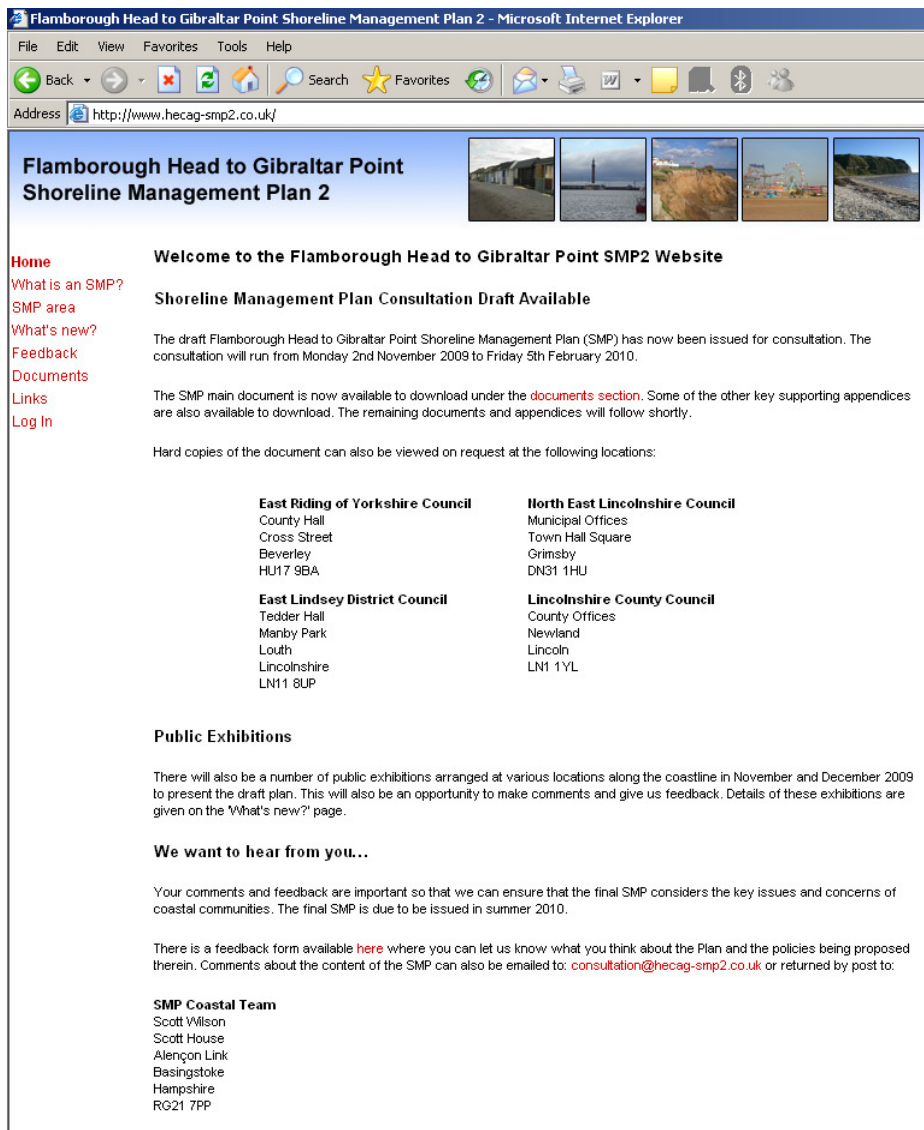 Flamborough Head to Gibraltar Point Shoreline Management Plan 2 - Microsoft Internet Explorer
File Edit View Favorites Tools Help
Back Search Favorites
Address http://www.hecag-smp2.co.uk/
Flamborough Head to Gibraltar Point
Shoreline Management Plan 2
Home
What is an SMP?
SMP area
What's new?
Feedback
Documents
Links
Log In
Welcome to the Flamborough Head to Gibraltar Point SMP2 Website
Shoreline Management Plan Consultation Draft Available
The draft Flamborough Head to Gibraltar Point Shoreline Management Plan (SMP) has now been issued for consultation. The
consultation will run from Monday 2nd November 2009 to Friday 5th February 2010.
The SMP main document is now available to download under the documents section. Some of the other key supporting appendices
are also available to download. The remaining documents and appendices will follow shortly.
Hard copies of the document can also be viewed on request at the following locations:
East Riding of Yorkshire Council
County Hall
Cross Street
Beverley
HU17 9BA
North East Lincolnshire Council
Municipal Offices
Town Hall Square
Grimsby
DN31 1HU
East Lindsey District Council
Tedder Hall
Manby Park
Louth
Lincolnshire
LN11 8UP
Lincolnshire County Council
County Offices
Newland
Lincoln
LN1 1YL
Public Exhibitions
There will also be a number of public exhibitions arranged at various locations along the coastline in November and December 2009
to present the draft plan. This will also be an opportunity to make comments and give us feedback. Details of these exhibitions are
given on the 'What's new?' page.
We want to hear from you...
Your comments and feedback are important so that we can ensure that the final SMP considers the key issues and concerns of
coastal communities. The final SMP is due to be issued in summer 2010.
There is a feedback form available here where you can let us know what you think about the Plan and the policies being proposed
therein. Comments about the content of the SMP can also be emailed to: consultation@hecag-smp2.co.uk or returned by post to:
SMP Coastal Team
Scott Wilson
Scott House
Alençon Link
Basingstoke
Hampshire
RG21 7PP